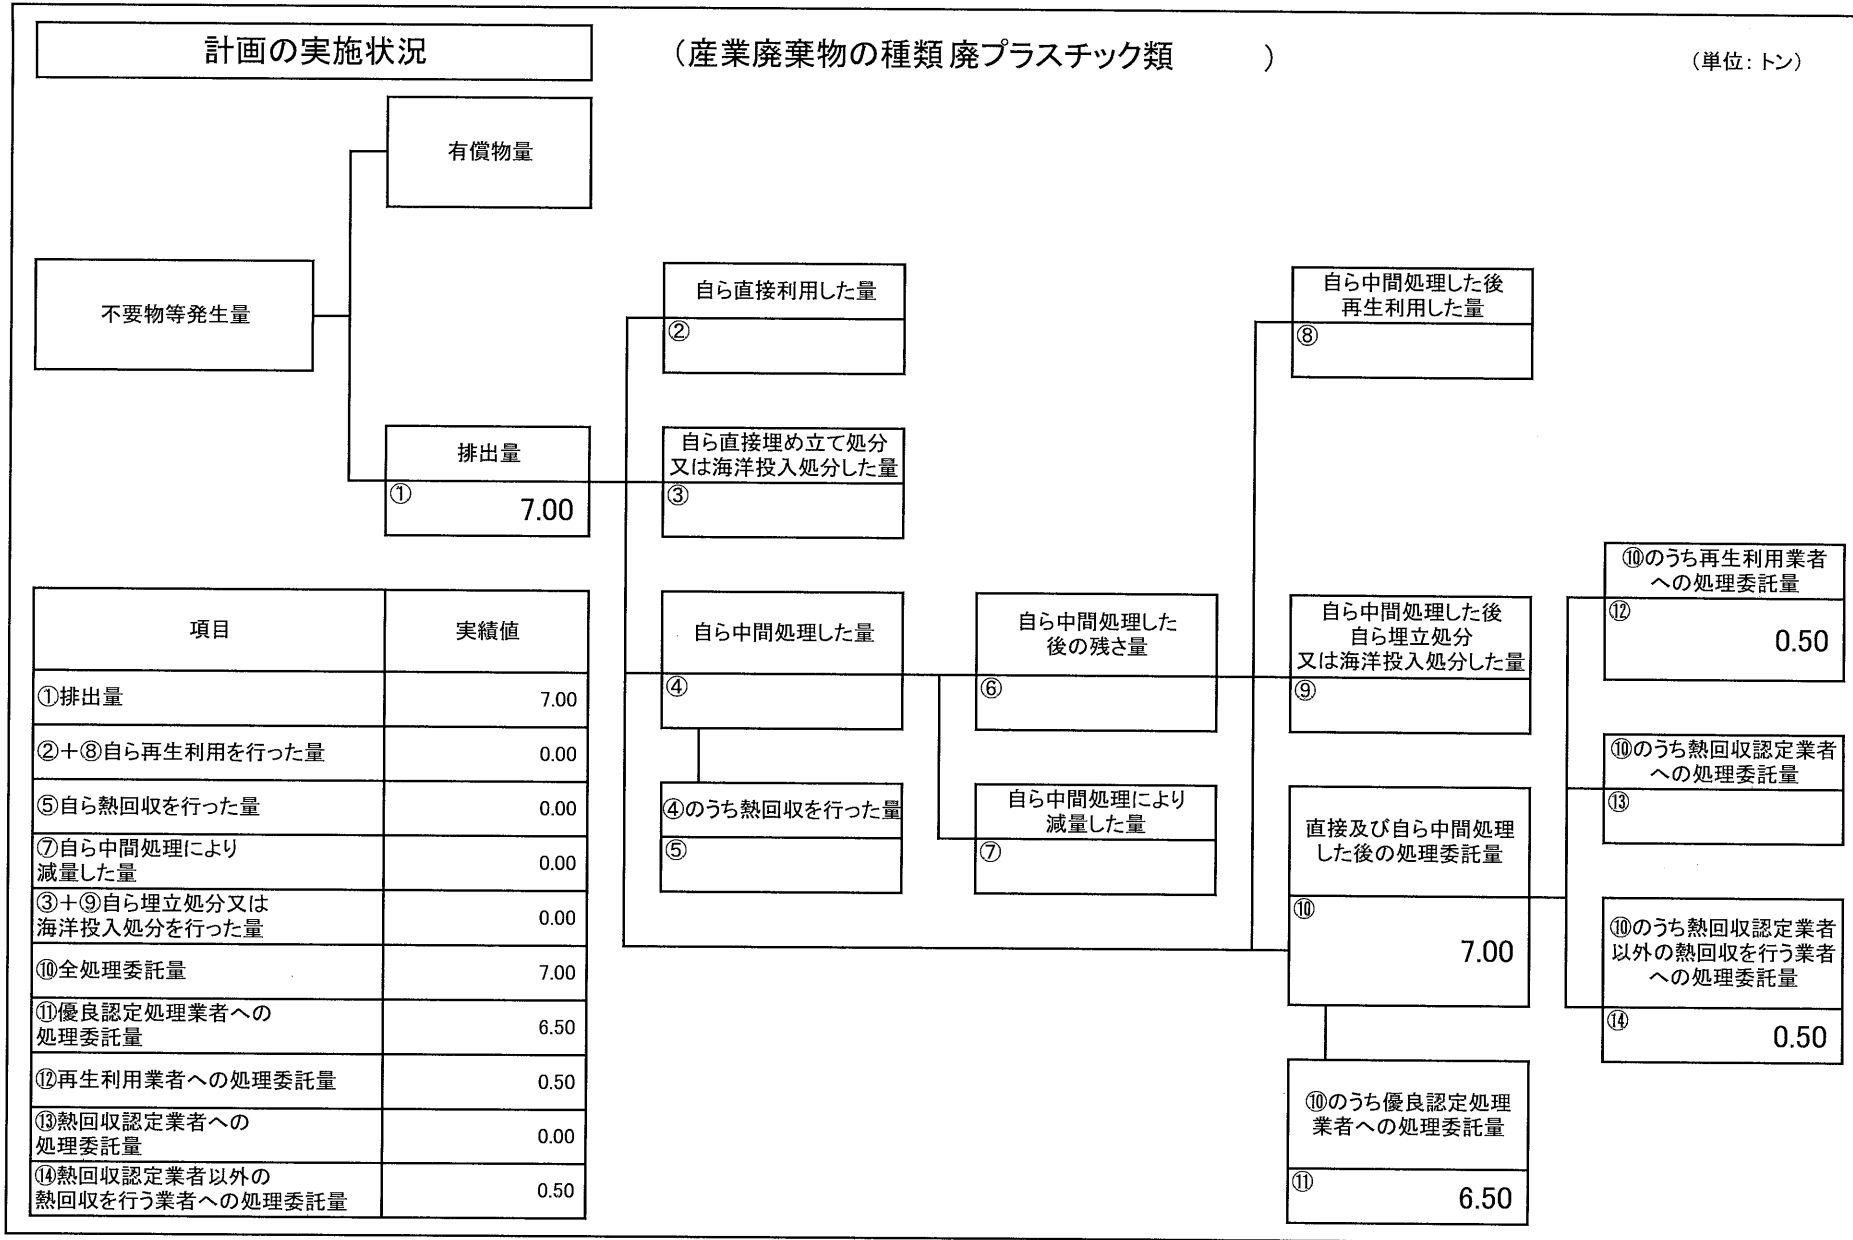 計画の実施状況
（産業廃棄物の種類 廃プラスチック類　　　）
（単位：トン）
有償物量
不要物等発生量
排出量
①
7.00
自ら直接利用した量
②
自ら直接埋め立て処分
又は海洋投入処分した量
③
自ら中間処理した量
④
④のうち熱回収を行った量
⑤
自ら中間処理した
後の残さ量
⑥
自ら中間処理により
減量した量
⑦
自ら中間処理した後
再生利用した量
⑧
自ら中間処理した後
自ら埋立処分
又は海洋投入処分した量
⑨
直接及び自ら中間処理
した後の処理委託量
⑩
7.00
⑩のうち優良認定処理
業者への処理委託量
⑪
6.50
⑩のうち再生利用業者
への処理委託量
⑫
0.50
⑩のうち熱回収認定業者
への処理委託量
⑬
⑩のうち熱回収認定業者
以外の熱回収を行う業者
への処理委託量
⑭
0.50
項目 実績値
①排出量 7.00
②＋⑧自ら再生利用を行った量 0.00
⑤自ら熱回収を行った量 0.00
⑦自ら中間処理により
減量した量 0.00
③＋⑨自ら埋立処分又は
海洋投入処分を行った量 0.00
⑩全処理委託量 7.00
⑪優良認定処理業者への
処理委託量 6.50
⑫再生利用業者への処理委託量 0.50
⑬熱回収認定業者への
処理委託量 0.00
⑭熱回収認定業者以外の
熱回収を行う業者への処理委託量 0.50